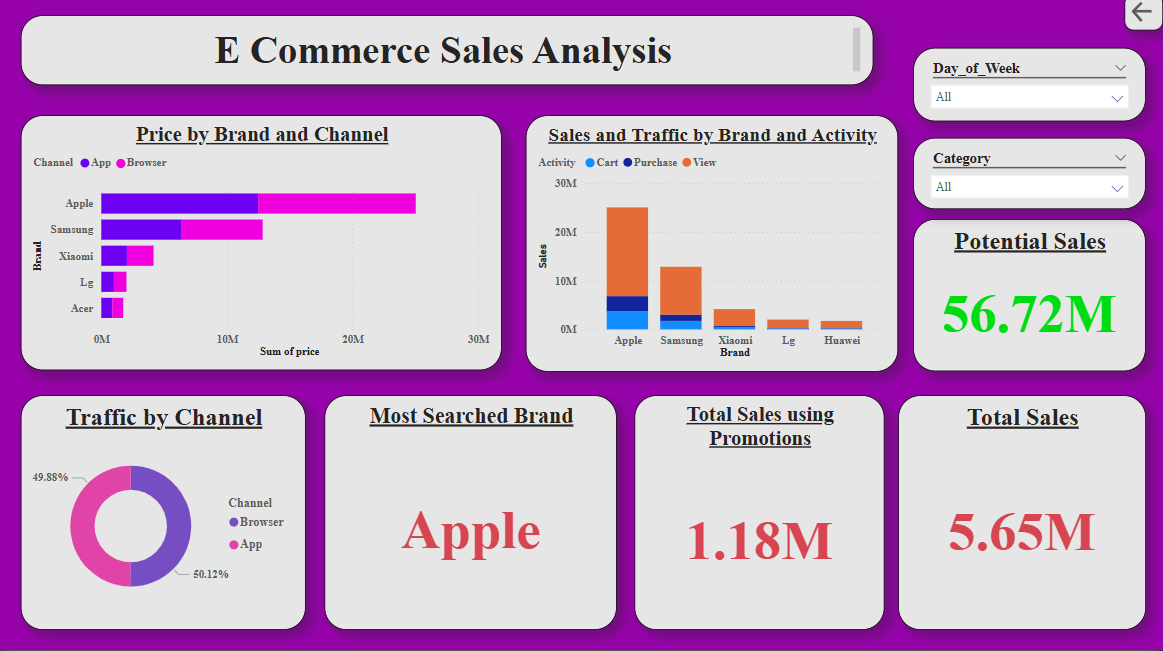 E Commerce Sales Analysis
Day_of_Week
All
Category
All
Price by Brand and Channel
Channel App Browser
Apple
Samsung
Xiaomi
Lg
Acer
Brand
0M 10M 20M 30M
Sum of price
Sales and Traffic by Brand and Activity
Activity Cart Purchase View
30M
20M
10M
0M
Sales
Apple Samsung Xiaomi Lg Huawei
Brand
Potential Sales
56.72M
Traffic by Channel
49.88%
50.12%
Channel
Browser
App
Most Searched Brand
Apple
Total Sales using
Promotions
1.18M
Total Sales
5.65M